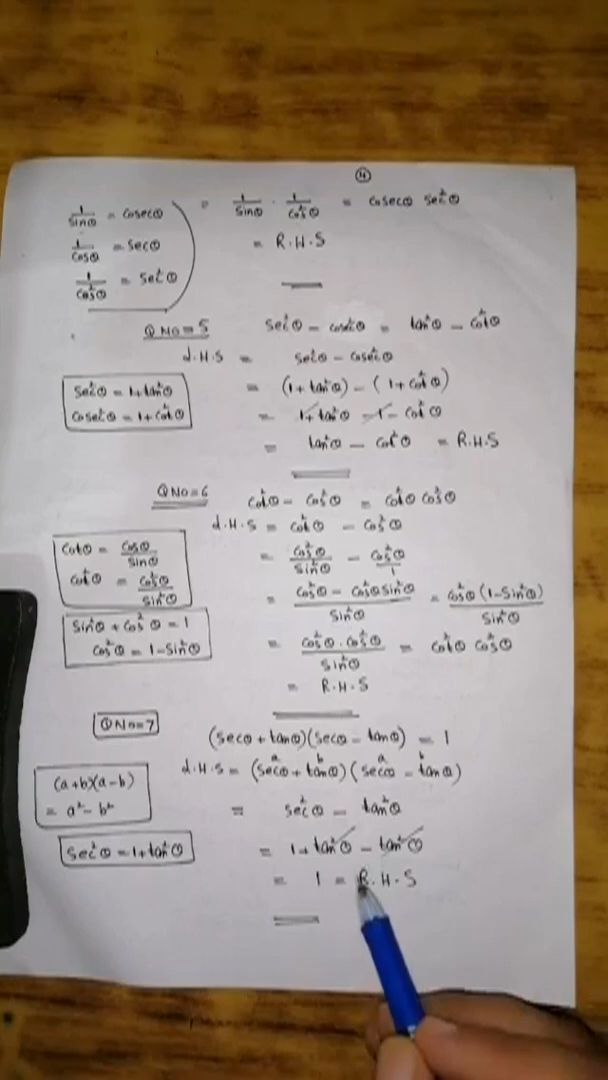 ④
1/sinθ = cosecθ
1/cosθ = secθ
1/cos²θ = sec²θ
= 1/sinθ · 1/cos²θ = cosecθ sec²θ
= R.H.S
Q No = 5 sec²θ - cosec²θ = tan²θ - cot²θ
L.H.S = sec²θ - cosec²θ
sec²θ = 1+tan²θ
cosec²θ = 1+cot²θ
= (1+tan²θ) - (1+cot²θ)
= 1+tan²θ - 1 - cot²θ
= tan²θ - cot²θ = R.H.S
Q No = 6 cot²θ - cos²θ = cot²θ cos²θ
L.H.S = cot²θ - cos²θ
cotθ = cosθ/sinθ
cot²θ = cos²θ/sin²θ
sin²θ + cos²θ = 1
cos²θ = 1-sin²θ
= cos²θ/sin²θ - cos²θ/1
= (cos²θ - cos²θ sin²θ)/sin²θ = cos²θ(1-sin²θ)/sin²θ
= cos²θ · cos²θ/sin²θ = cot²θ cos²θ
= R.H.S
Q No = 7
(secθ + tanθ)(secθ - tanθ) = 1
a b a b
L.H.S = (secθ + tanθ)(secθ - tanθ)
(a+b)(a-b)
= a² - b²
sec²θ = 1+tan²θ
= sec²θ - tan²θ
= 1+tan²θ - tan²θ
= 1 = R.H.S